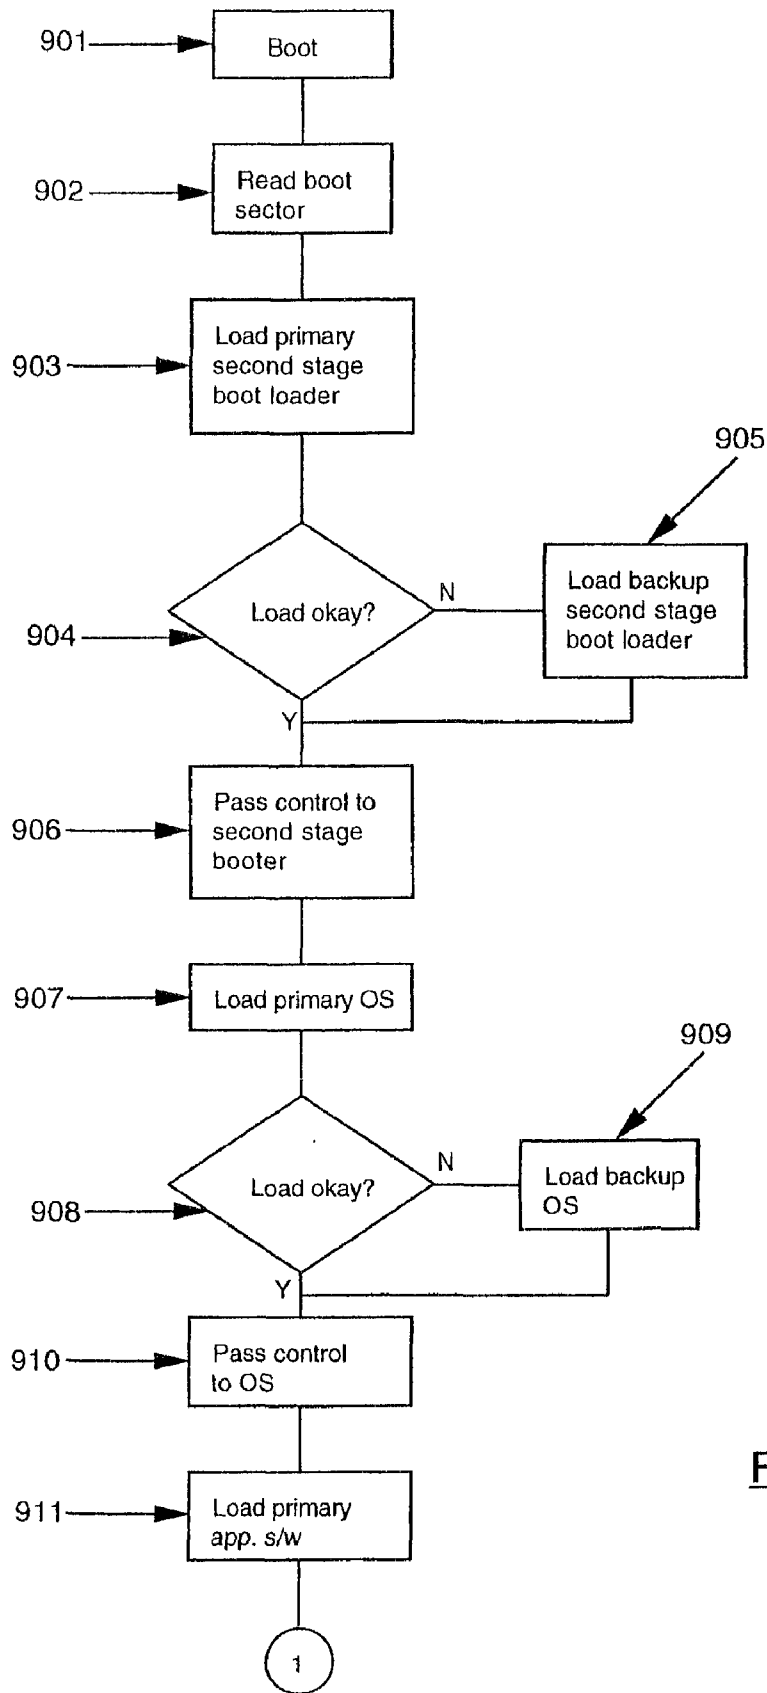 901
Boot
902
Read boot
sector
903
Load primary
second stage
boot loader
905
904
Load okay?
N
Load backup
second stage
boot loader
Y
906
Pass control to
second stage
booter
907
Load primary OS
909
908
Load okay?
N
Load backup
OS
Y
910
Pass control
to OS
911
Load primary
app. s/w
F
1